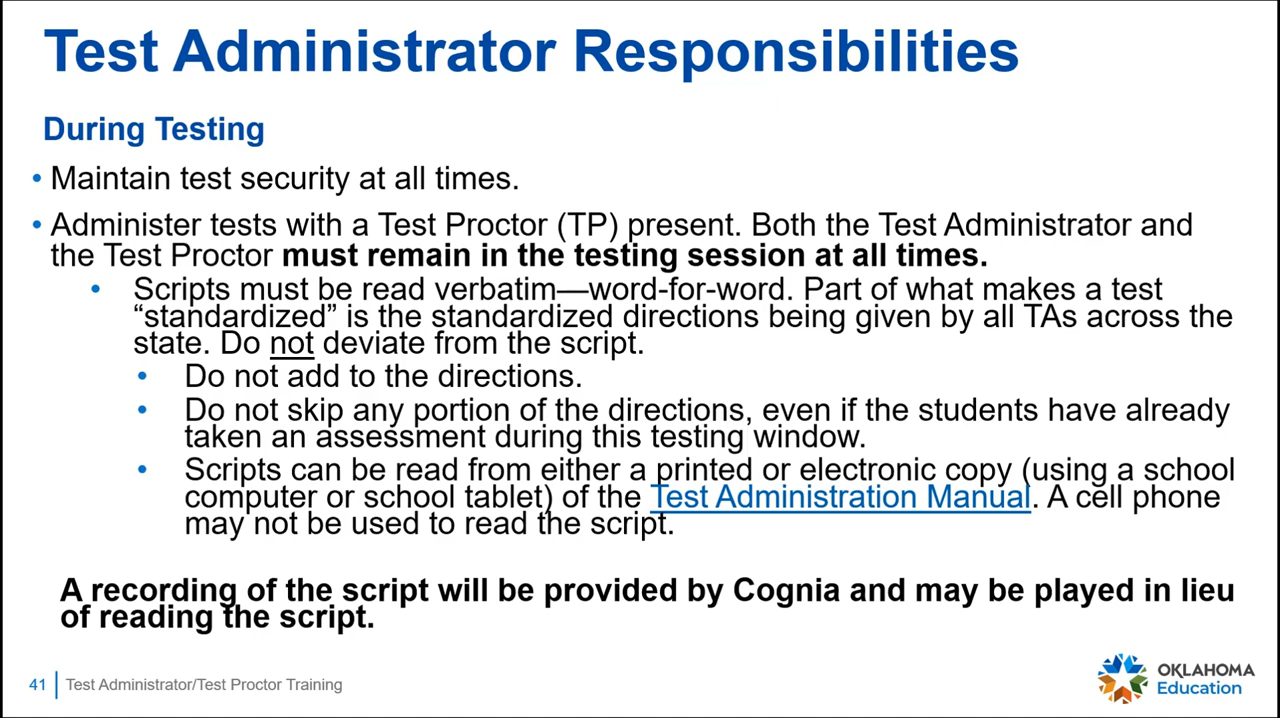 Test Administrator Responsibilities
During Testing
• Maintain test security at all times.
• Administer tests with a Test Proctor (TP) present. Both the Test Administrator and
the Test Proctor must remain in the testing session at all times.
• Scripts must be read verbatim—word-for-word. Part of what makes a test
“standardized” is the standardized directions being given by all TAs across the
state. Do not deviate from the script.
• Do not add to the directions.
• Do not skip any portion of the directions, even if the students have already
taken an assessment during this testing window.
• Scripts can be read from either a printed or electronic copy (using a school
computer or school tablet) of the Test Administration Manual. A cell phone
may not be used to read the script.
A recording of the script will be provided by Cognia and may be played in lieu
of reading the script.
41 Test Administrator/Test Proctor Training
OKLAHOMA
Education